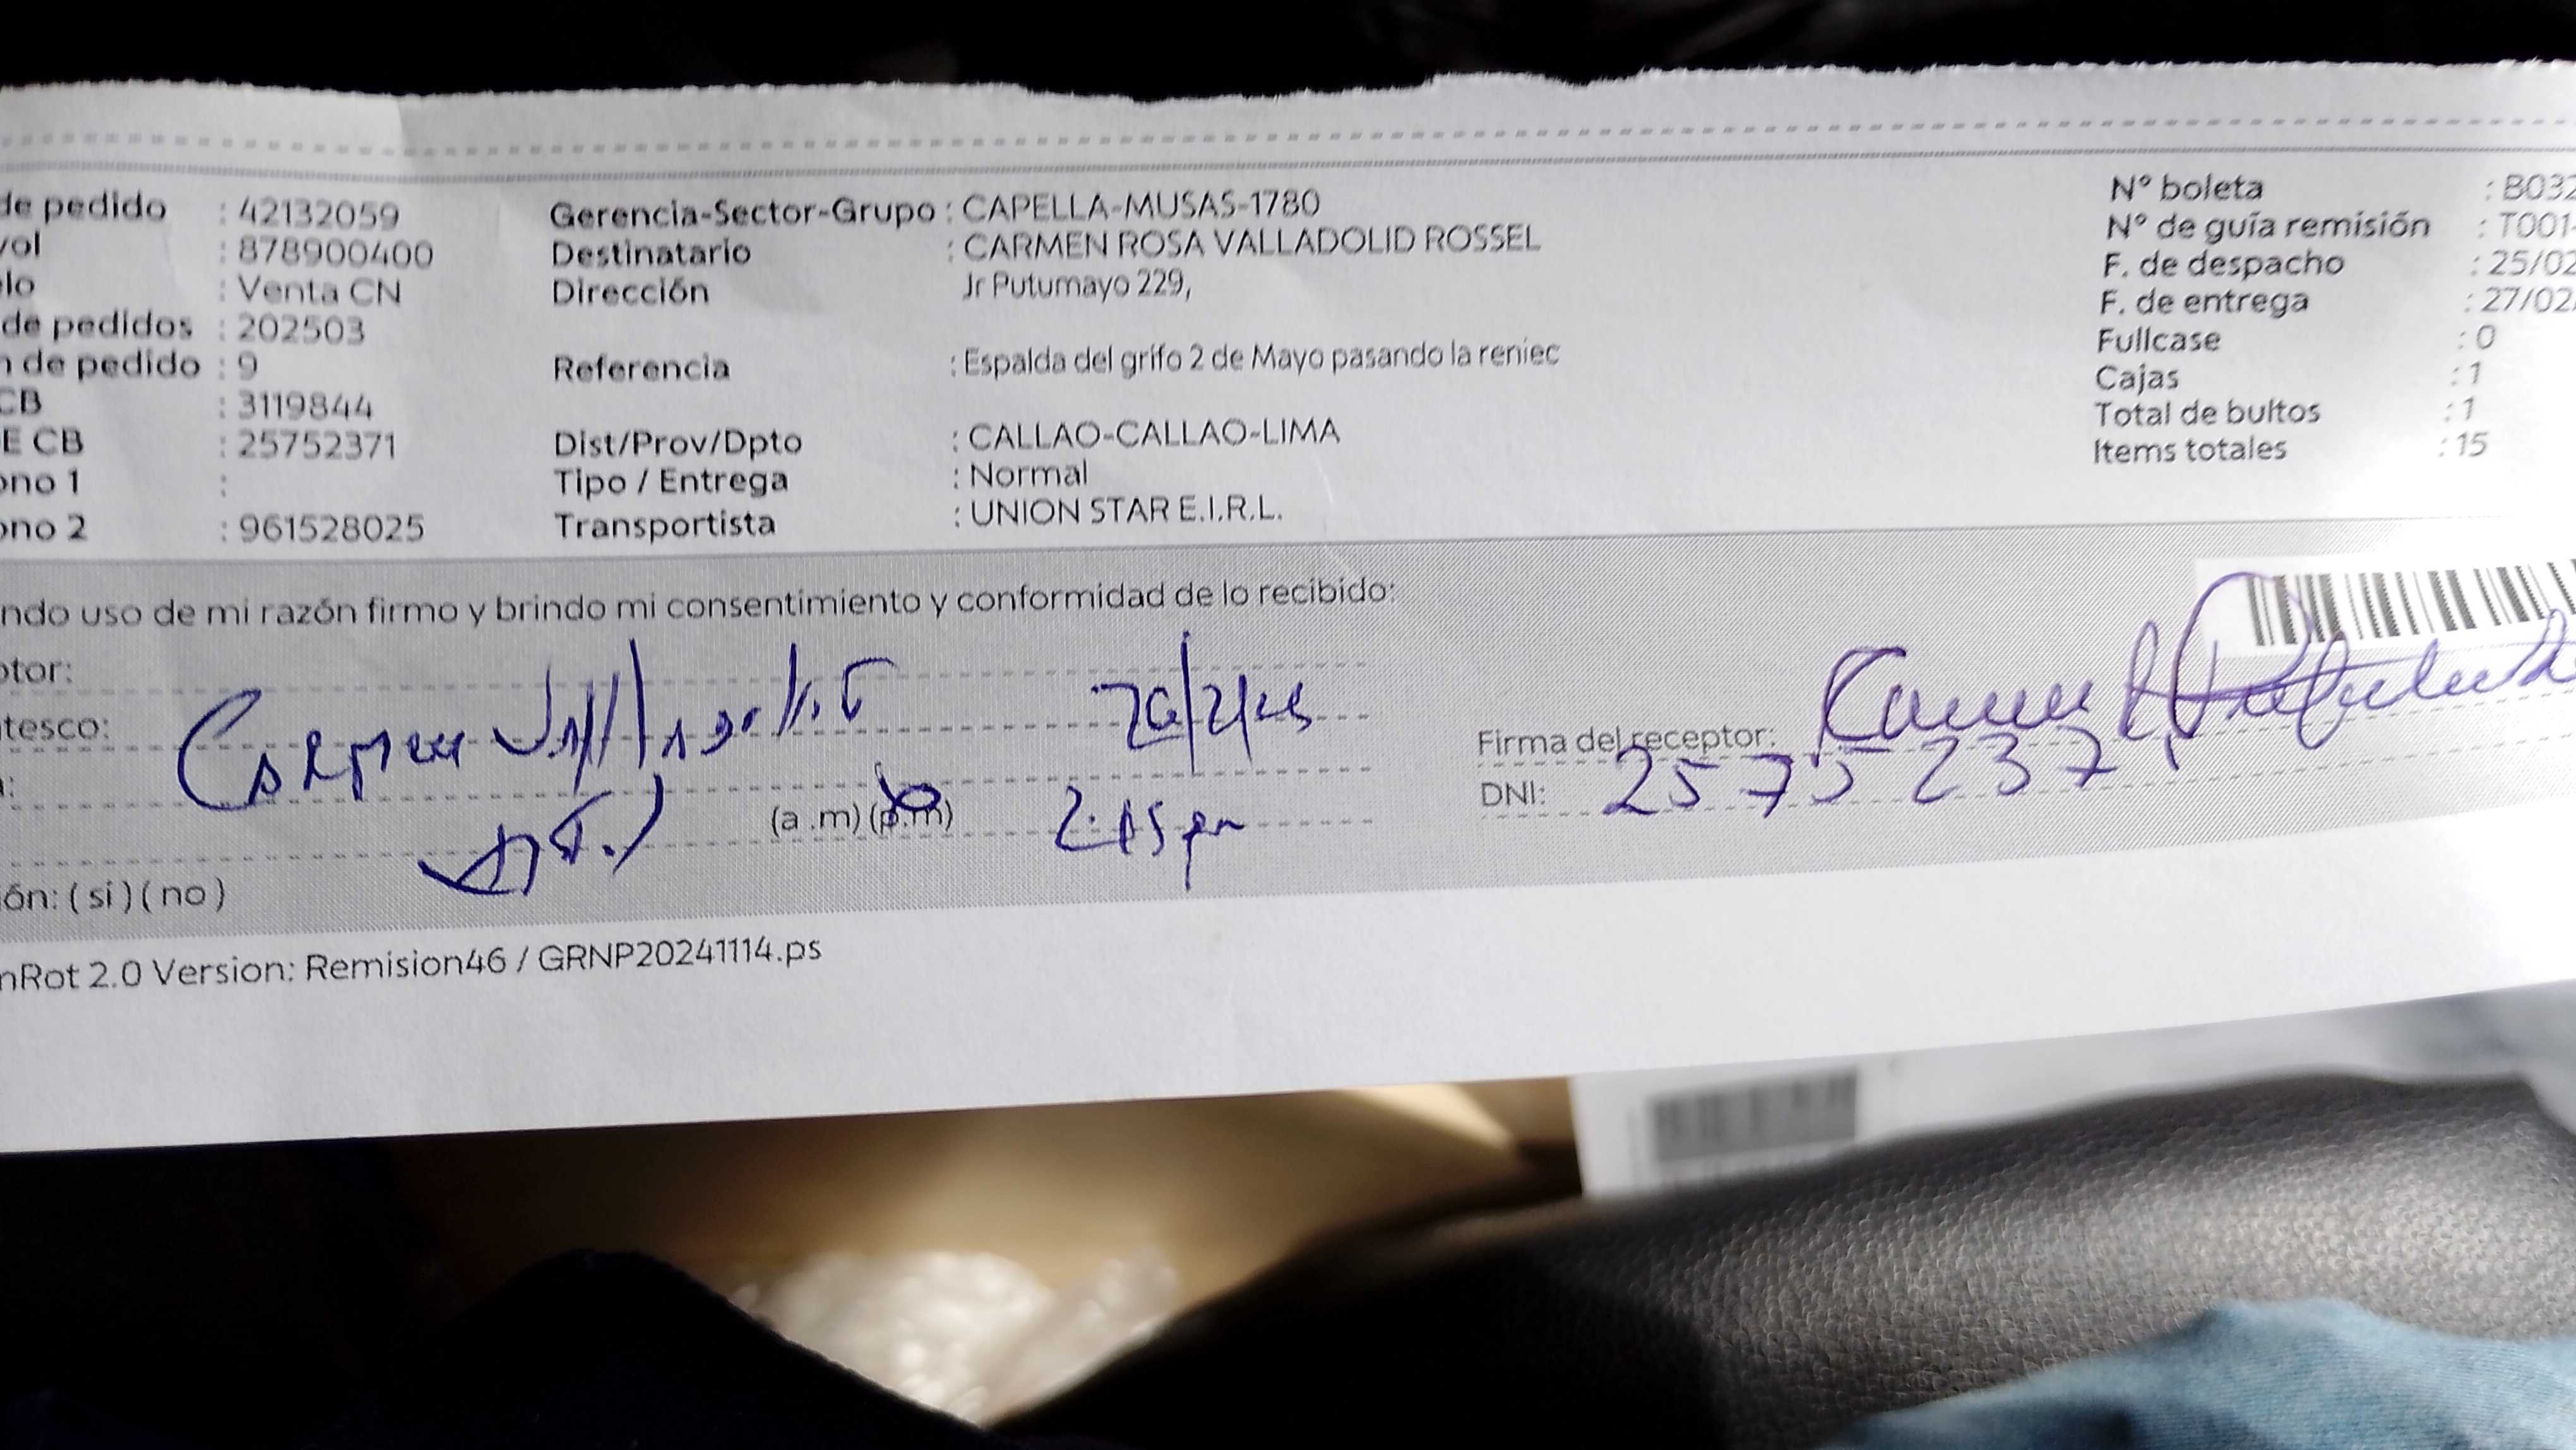 de pedido : 42132059 Gerencia-Sector-Grupo : CAPELLA-MUSAS-1780 N° boleta : B032
vol : 878900400 Destinatario : CARMEN ROSA VALLADOLID ROSSEL N° de guía remisión : T001-
lo : Venta CN Dirección Jr Putumayo 229, F. de despacho : 25/02
de pedidos : 202503 F. de entrega : 27/02
n de pedido : 9 Referencia : Espalda del grifo 2 de Mayo pasando la reniec Fullcase : 0
CB : 3119844 Cajas : 1
E CB : 25752371 Dist/Prov/Dpto : CALLAO-CALLAO-LIMA Total de bultos : 1
ono 1 : Tipo / Entrega : Normal Items totales : 15
ono 2 : 961528025 Transportista : UNION STAR E.I.R.L.
ndo uso de mi razón firmo y brindo mi consentimiento y conformidad de lo recibido:
ptor:
tesco: Carmen Valladolid Firma del receptor: Carmen
a: DNI: 25752371
(a .m) (p.m) 2:15 pm
ón: ( si ) ( no )
nRot 2.0 Version: Remision46 / GRNP20241114.ps